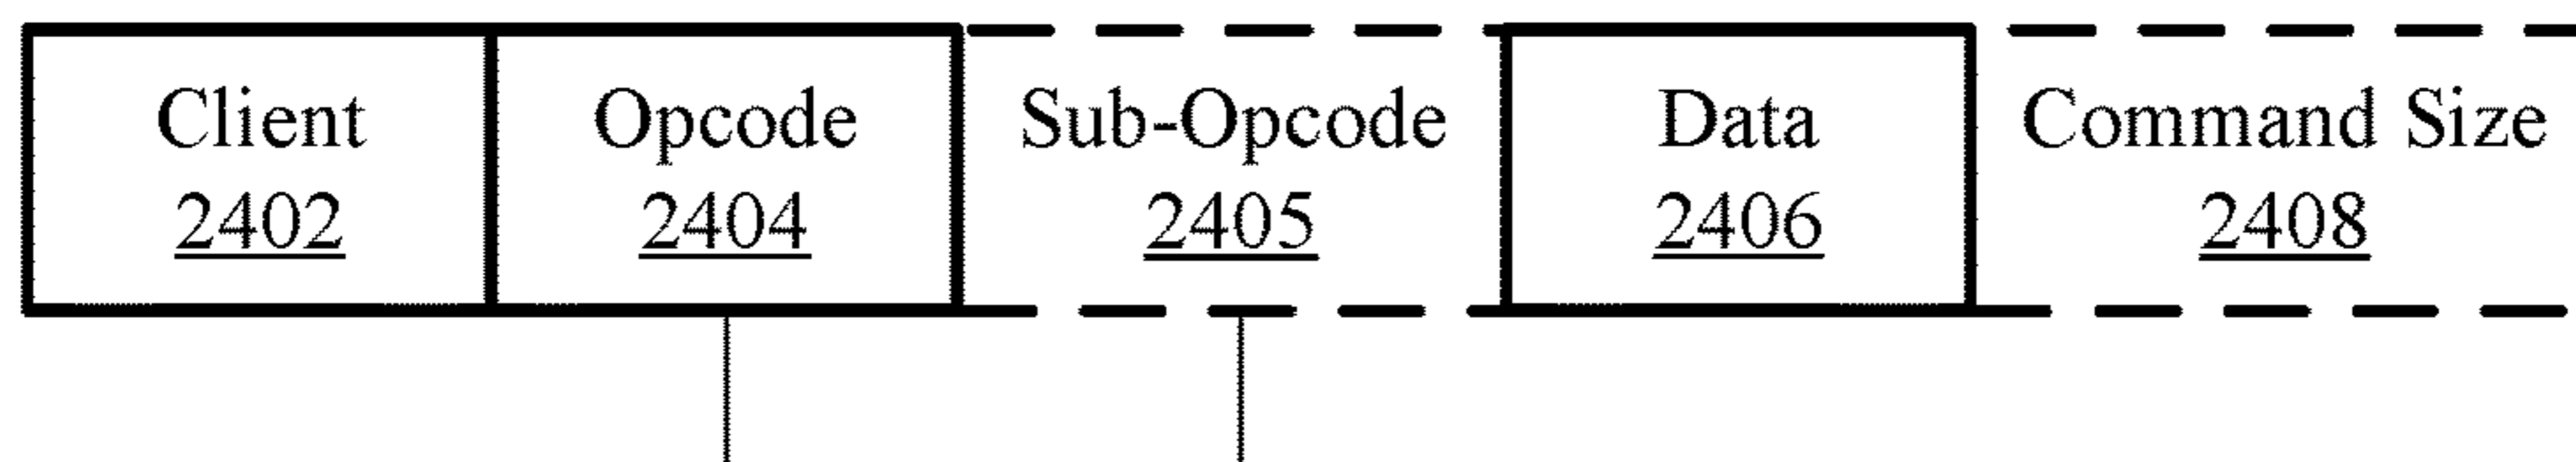 Client Opcode Sub-Opcode Data Command Size
2402 2404 2405 2406 2408